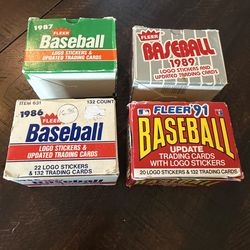 1987
FLEER
Baseball
LOGO STICKERS &
UPDATED TRADING CARDS
FLEER
BASEBALL
1989
LOGO STICKERS AND
UPDATED TRADING CARDS
ITEM 631
132 COUNT
1986
FLEER
Baseball
LOGO STICKERS
& UPDATED TRADING CARDS
22 LOGO STICKERS
& 132 TRADING CARDS
FLEER '91
BASEBALL
UPDATE
TRADING CARDS
WITH LOGO STICKERS
20 LOGO STICKERS & 132 TRADING CARDS